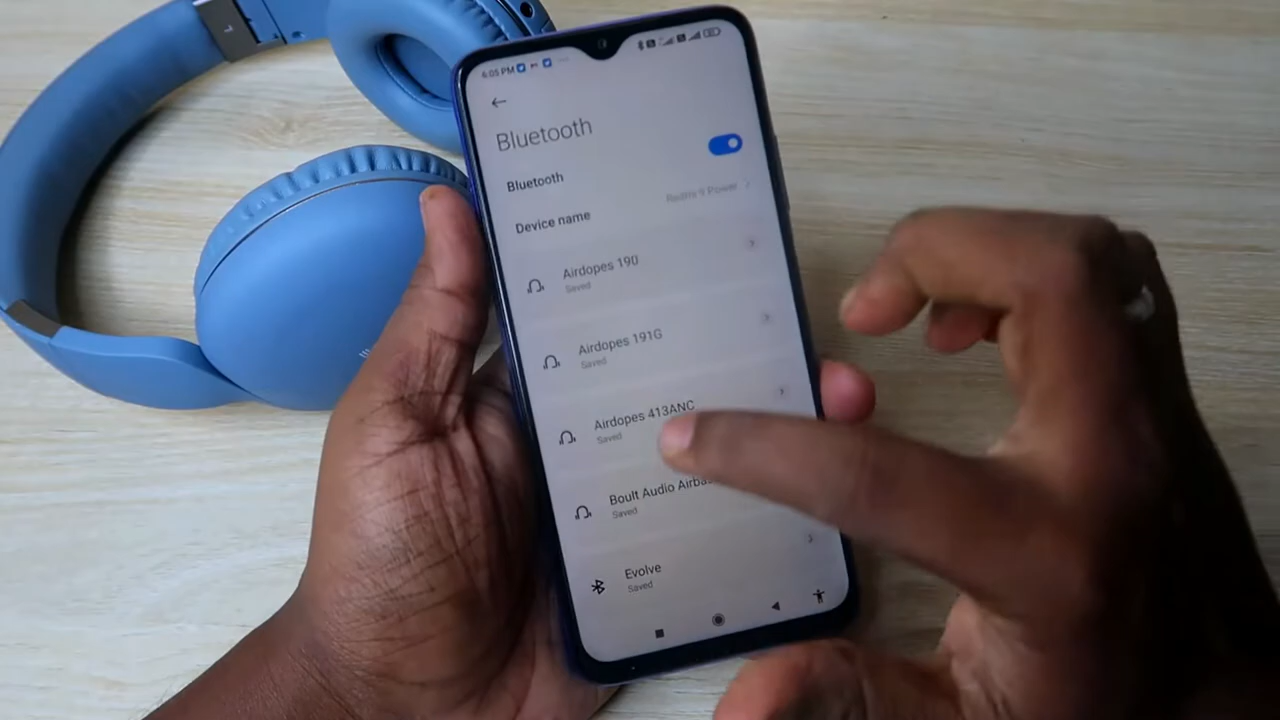 L
6:05 PM
Bluetooth
Bluetooth
Device name
Redmi 9 Power
Airdopes 190
Saved
Airdopes 191G
Saved
Airdopes 413ANC
Saved
Boult Audio
Saved
Evolve
Saved